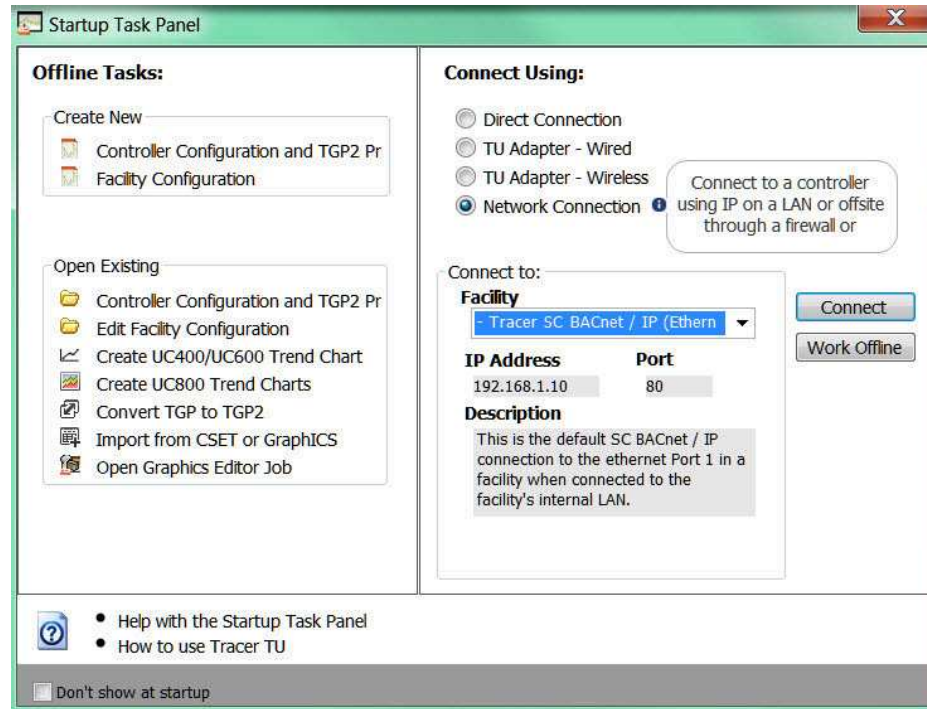 Startup Task Panel
X
Offline Tasks:
Create New
Controller Configuration and TGP2 Pr
Facility Configuration
Open Existing
Controller Configuration and TGP2 Pr
Edit Facility Configuration
Create UC400/UC600 Trend Chart
Create UC800 Trend Charts
Convert TGP to TGP2
Import from CSET or GraphICS
Open Graphics Editor Job
Connect Using:
Direct Connection
TU Adapter - Wired
TU Adapter - Wireless
Network Connection
Connect to a controller
using IP on a LAN or offsite
through a firewall or
Connect to:
Facility
- Tracer SC BACnet / IP (Ethern
IP Address Port
192.168.1.10 80
Description
This is the default SC BACnet / IP
connection to the ethernet Port 1 in a
facility when connected to the
facility's internal LAN.
Connect
Work Offline
• Help with the Startup Task Panel
• How to use Tracer TU
Don't show at startup